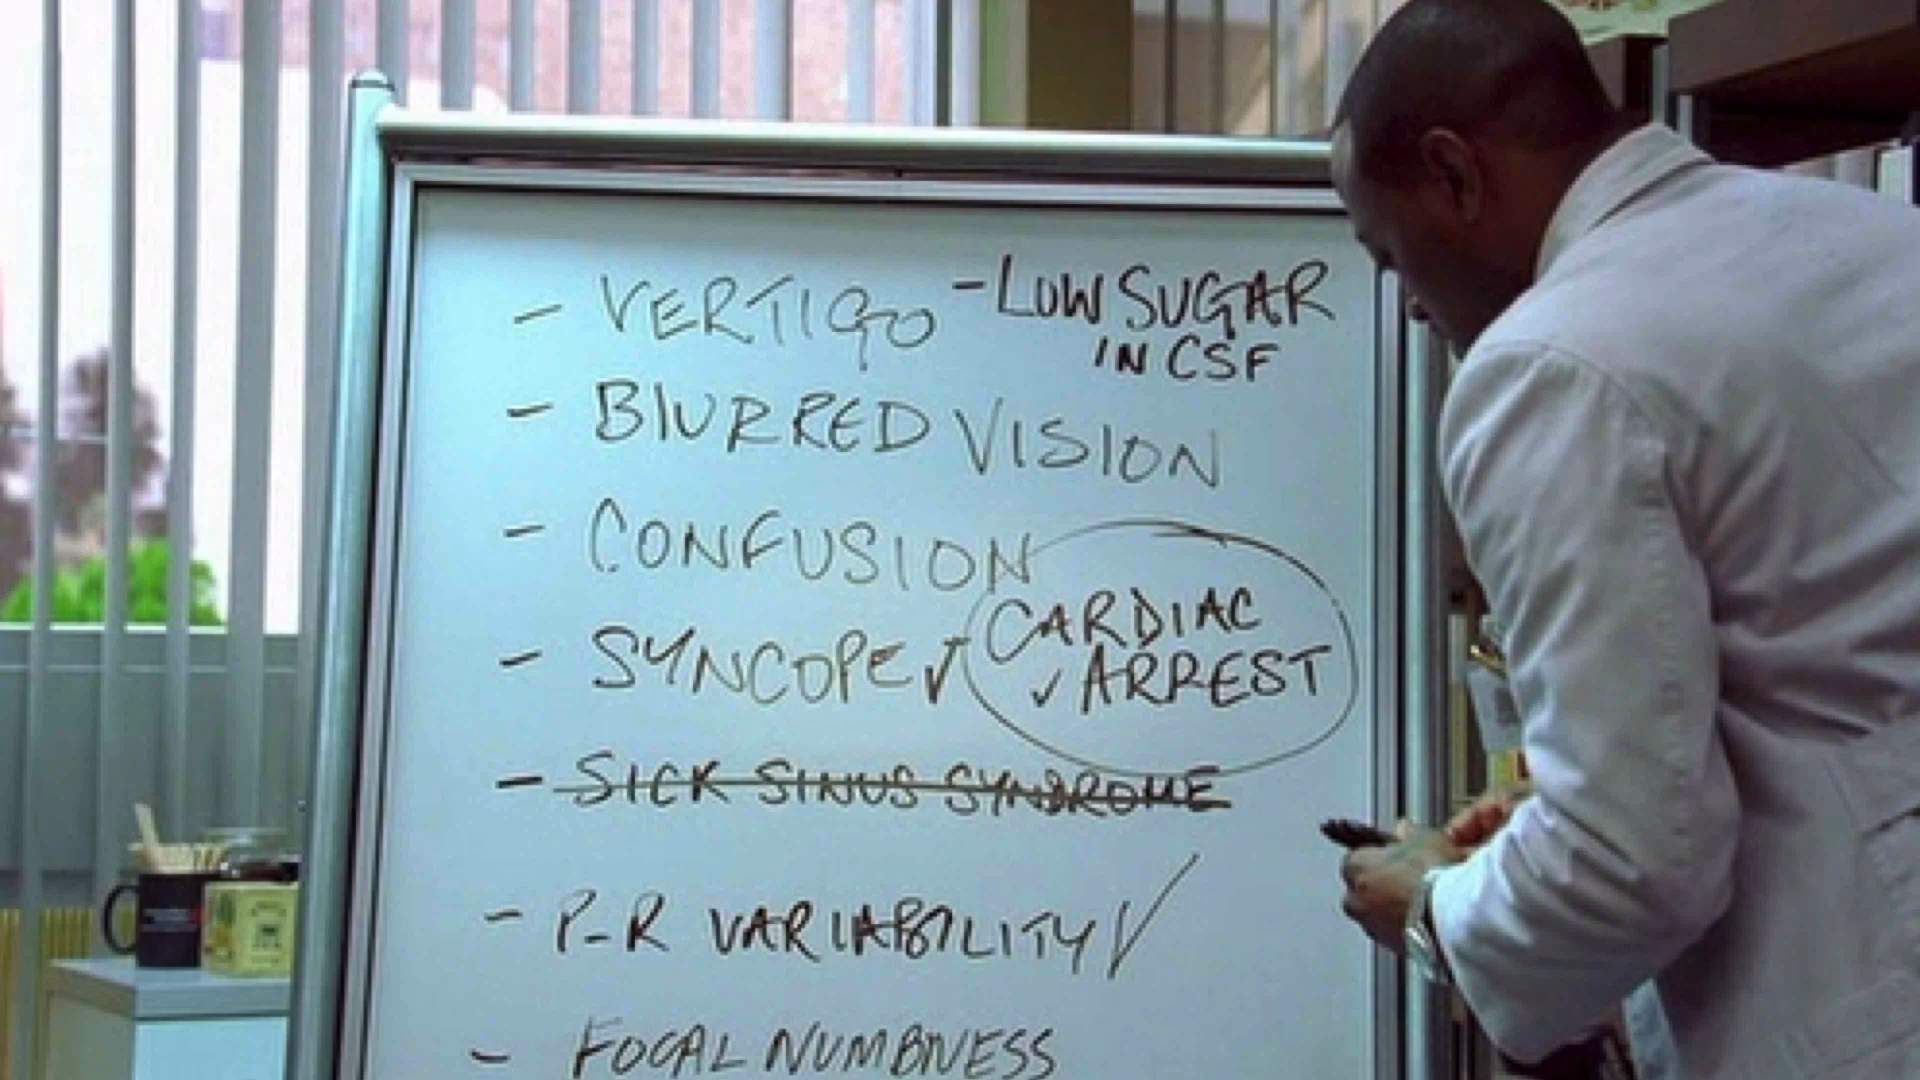 - VERTIGO - LOW SUGAR
IN CSF
- BLURRED VISION
- CONFUSION
- SYNCOPE ✓ CARDIAC
✓ ARREST
- SICK SINUS SYNDROME
- P-R VARIABILITY ✓
- FOCAL NUMBNESS